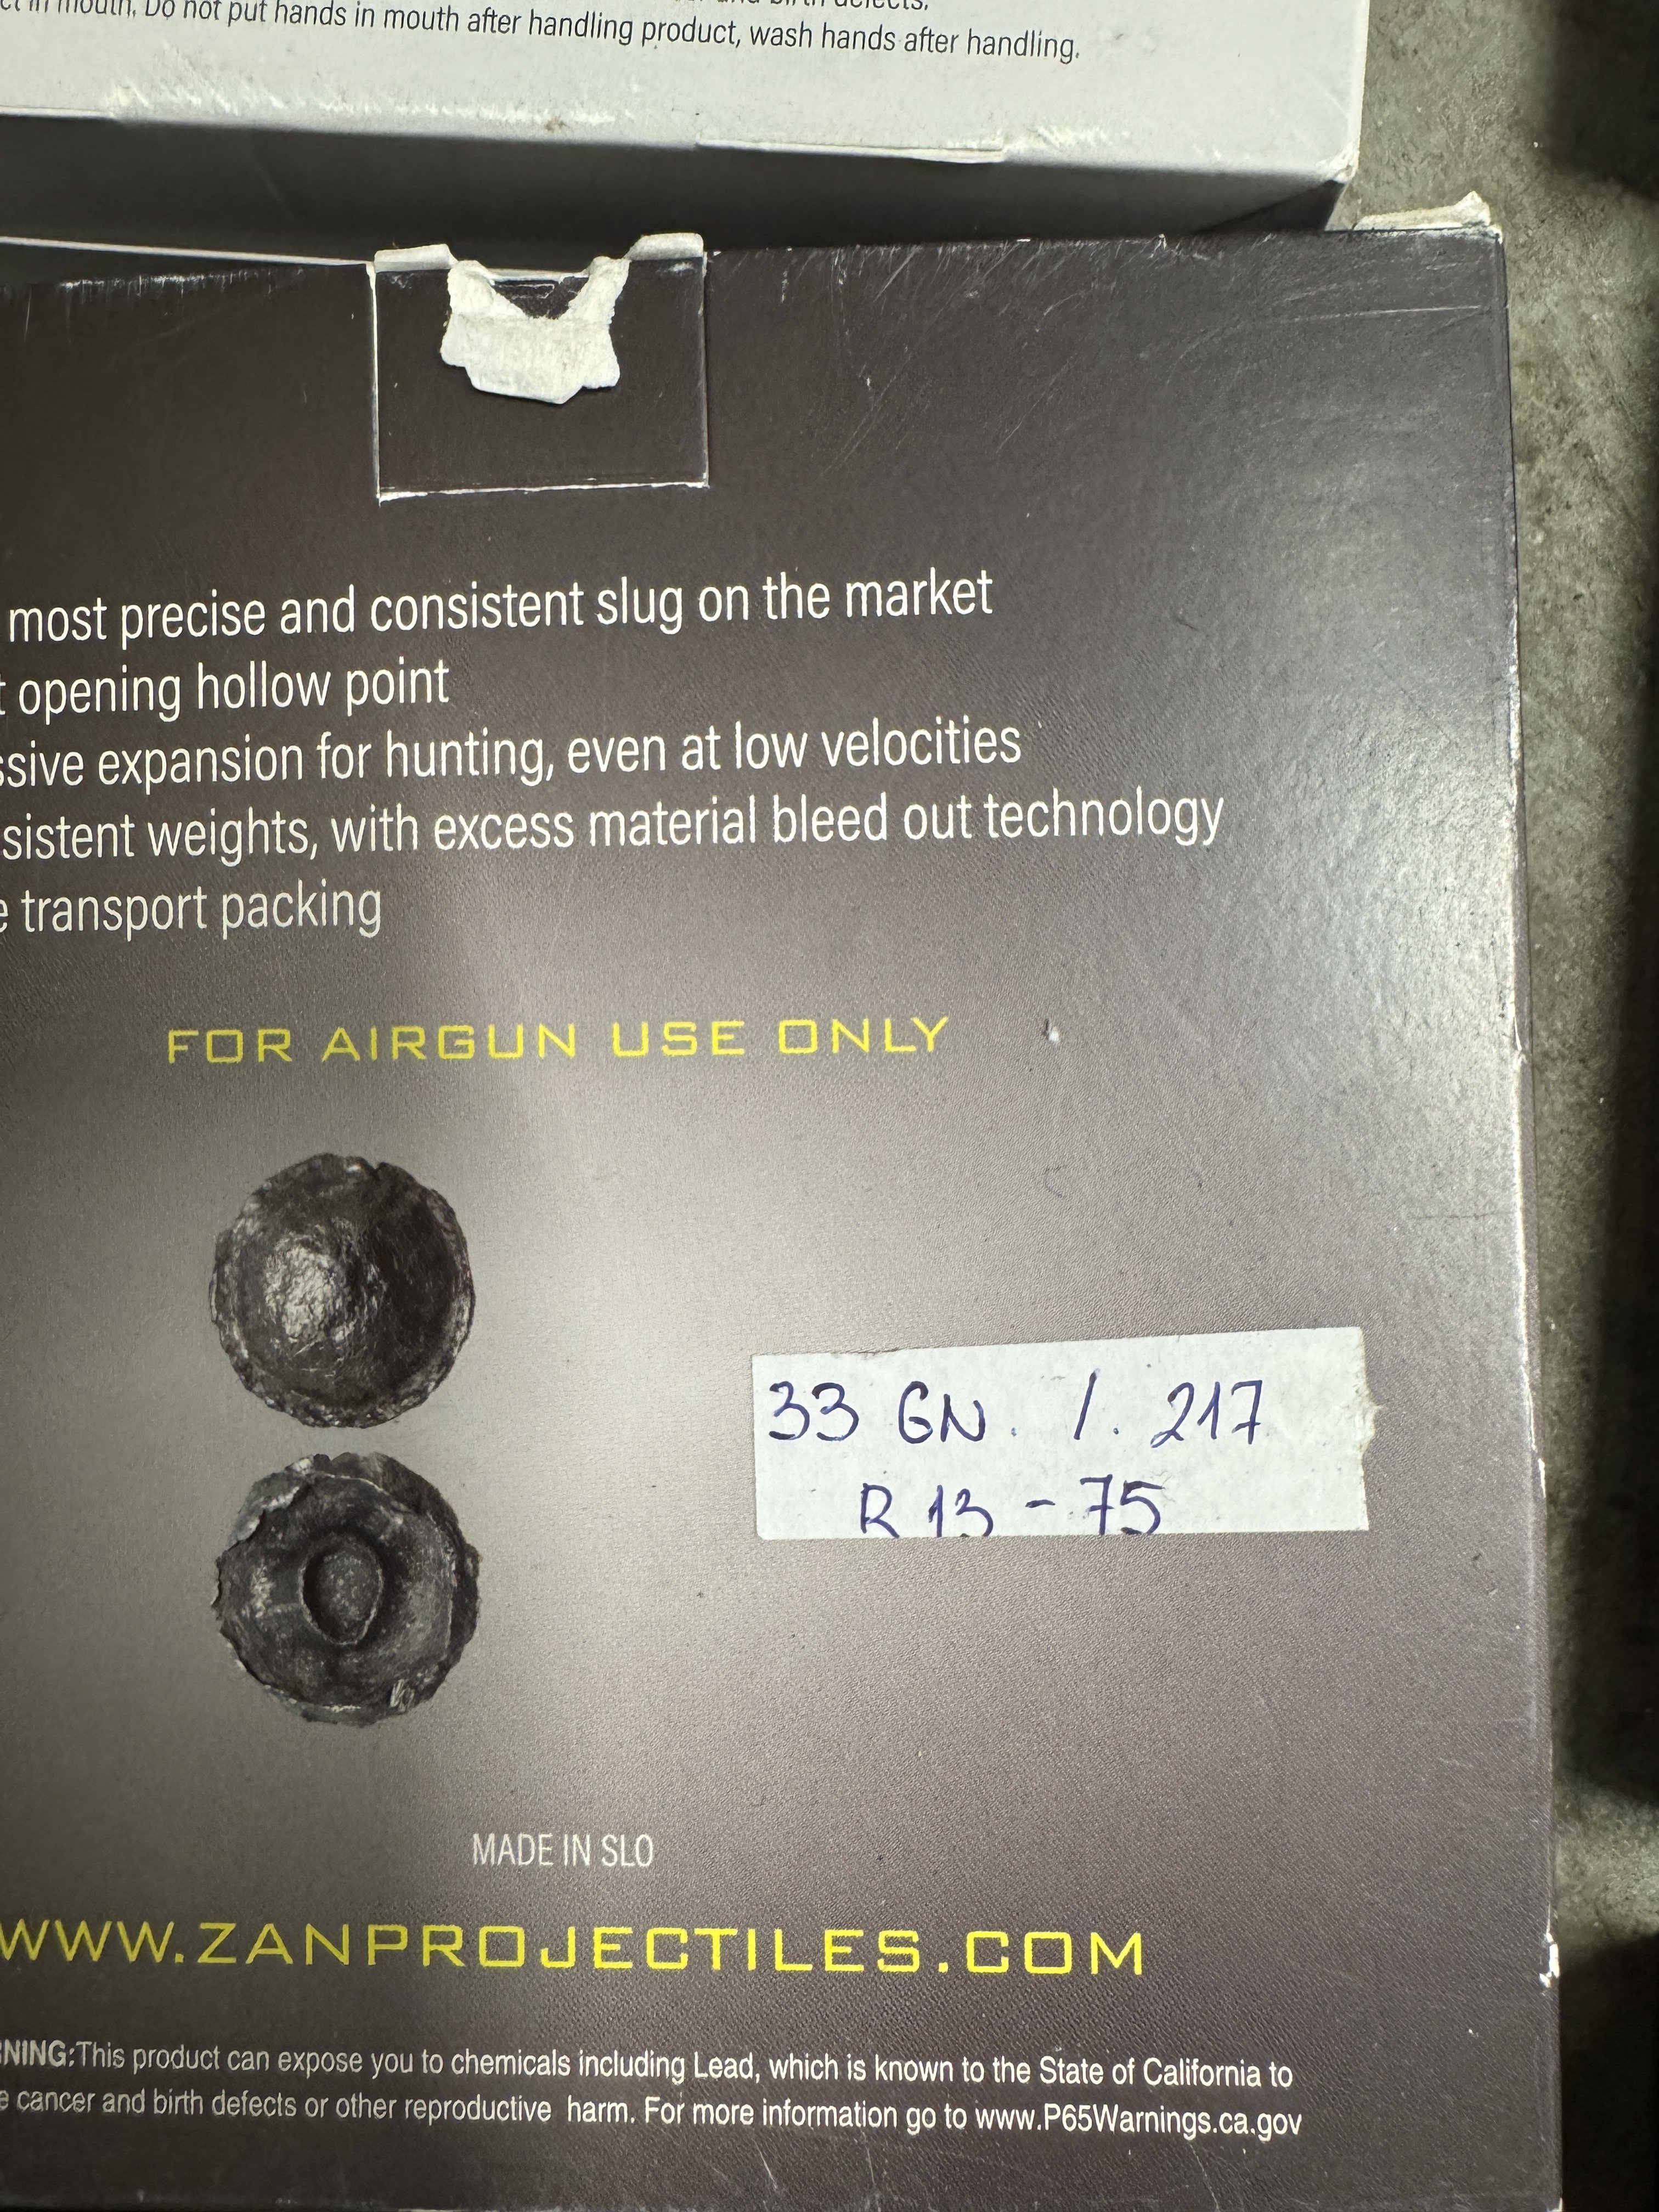 in mouth. Do not put hands in mouth after handling product, wash hands after handling.
most precise and consistent slug on the market
opening hollow point
expansion for hunting, even at low velocities
weights, with excess material bleed out technology
transport packing
FOR AIRGUN USE ONLY
33 GN. /. 217
R 13 - 75
MADE IN SLO
WWW.ZANPROJECTILES.COM
This product can expose you to chemicals including Lead, which is known to the State of California to
cancer and birth defects or other reproductive harm. For more information go to www.P65Warnings.ca.gov